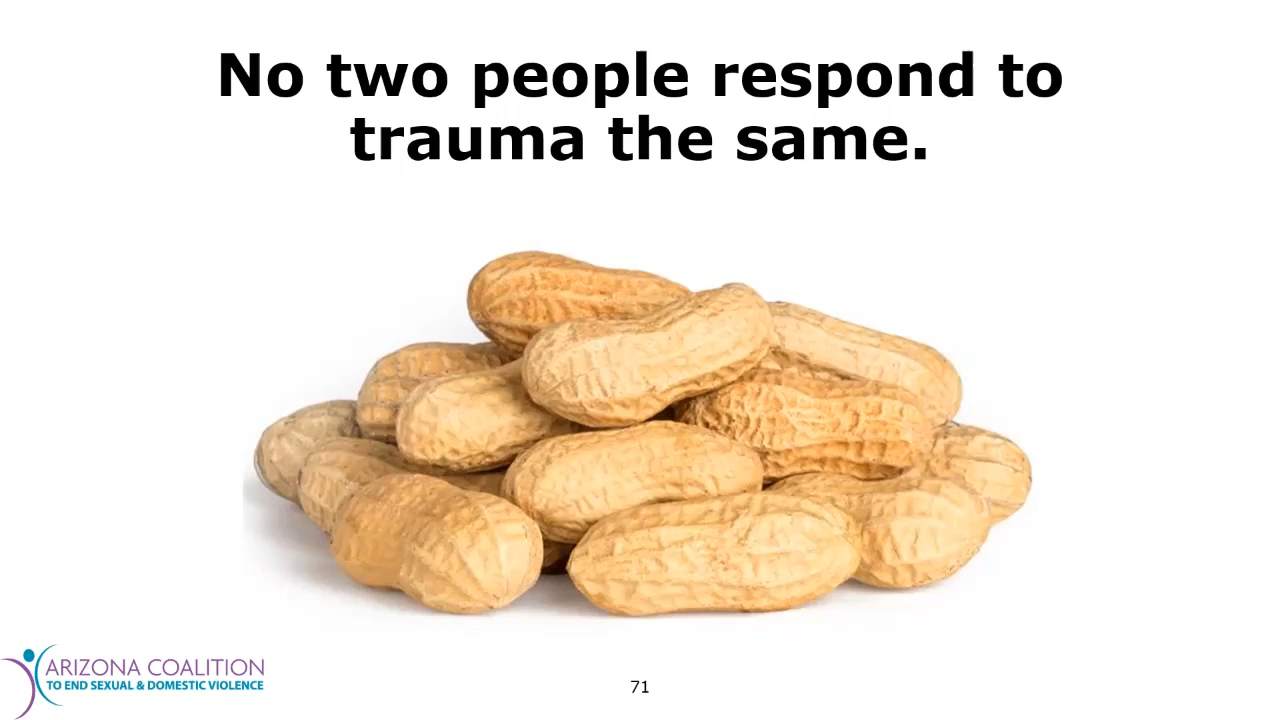 No two people respond to
trauma the same.
ARIZONA COALITION
TO END SEXUAL & DOMESTIC VIOLENCE
71